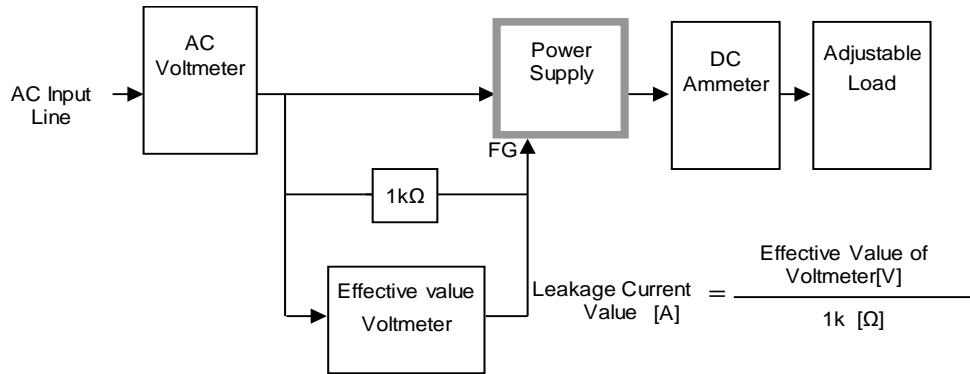 AC
Voltmeter
Power
Supply
DC
Ammeter
Adjustable
Load
AC Input
Line
FG
1kΩ
Effective value
Voltmeter
Leakage Current
Value [A]
=
Effective Value of
Voltmeter[V]
1k [Ω]